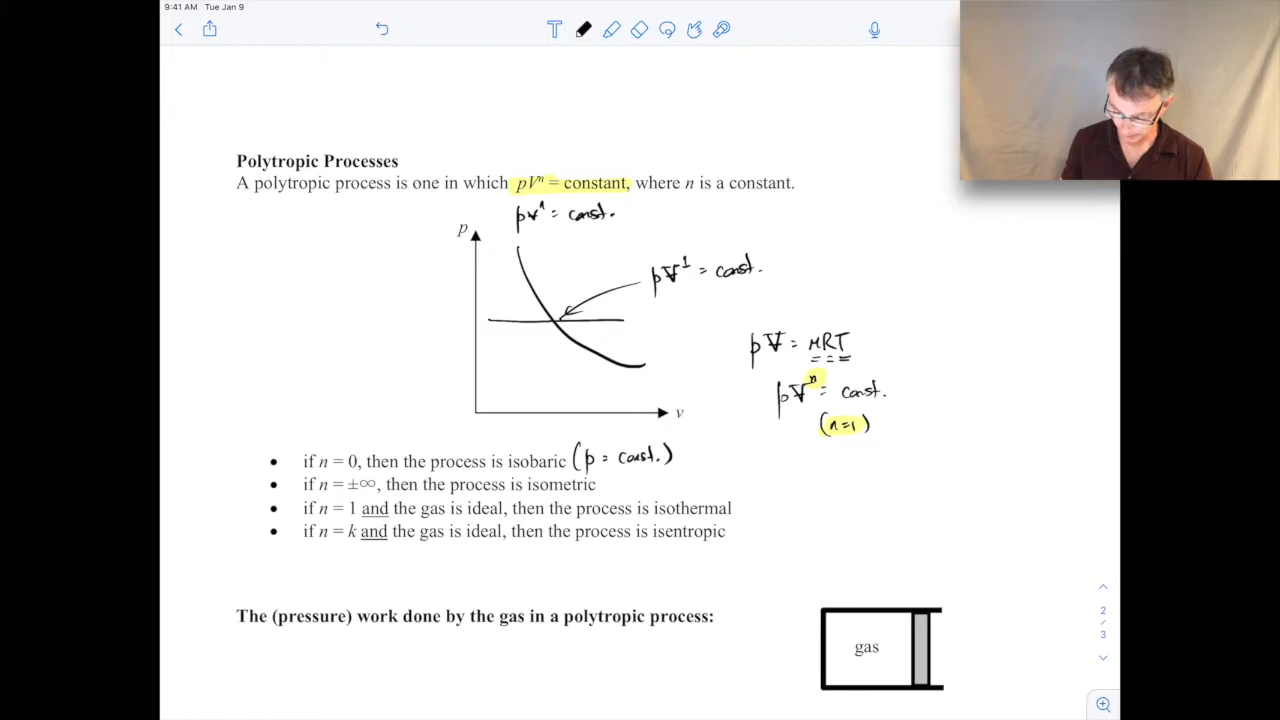 9:41 AM Tue Jan 9
Polytropic Processes
A polytropic process is one in which pVⁿ = constant, where n is a constant.
pVⁿ = const.
p
pV¹ = const.
pV = MRT
pVⁿ = const.
(n=1)
v
• if n = 0, then the process is isobaric (p = const.)
• if n = ±∞, then the process is isometric
• if n = 1 and the gas is ideal, then the process is isothermal
• if n = k and the gas is ideal, then the process is isentropic
The (pressure) work done by the gas in a polytropic process:
gas
2
/
3